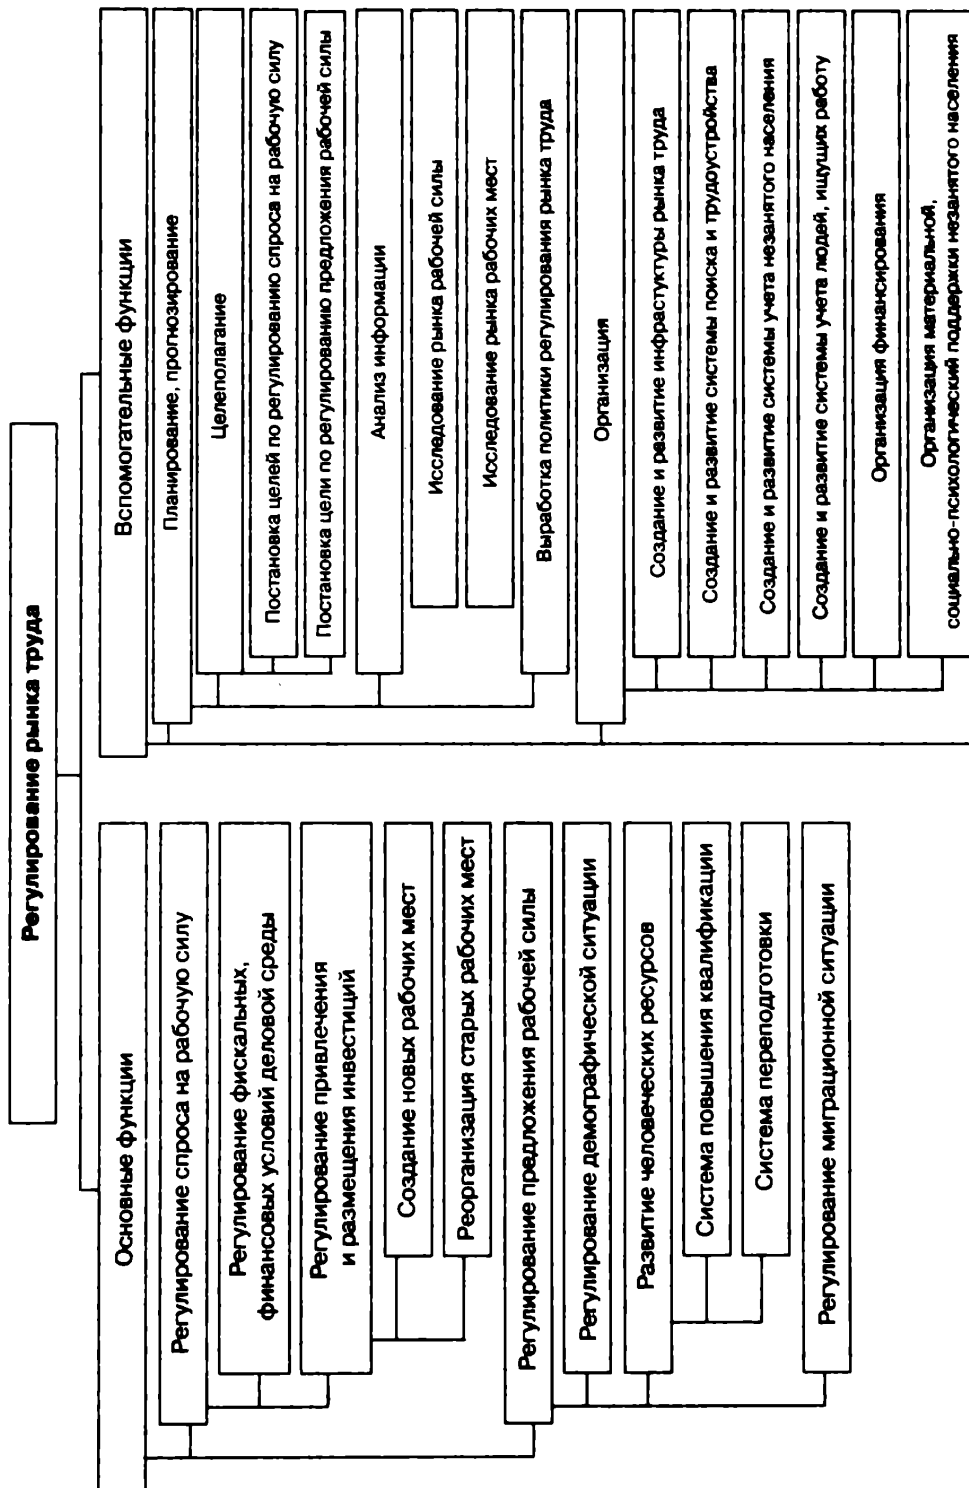 Регулирование рынка труда
Основные функции
Регулирование спроса на рабочую силу
Регулирование фискальных,
финансовых условий деловой среды
Регулирование привлечения
и размещения инвестиций
Создание новых рабочих мест
Реорганизация старых рабочих мест
Регулирование предложения рабочей силы
Регулирование демографической ситуации
Развитие человеческих ресурсов
Система повышения квалификации
Система переподготовки
Регулирование миграционной ситуации
Вспомогательные функции
Планирование, прогнозирование
Целеполагание
Постановка целей по регулированию спроса на рабочую силу
Постановка цели по регулированию предложения рабочей силы
Анализ информации
Исследование рынка рабочей силы
Исследование рынка рабочих мест
Выработка политики регулирования рынка труда
Организация
Создание и развитие инфрастуктуры рынка труда
Создание и развитие системы поиска и трудоустройства
Создание и развитие системы учета незанятого населения
Создание и развитие системы учета людей, ищущих работу
Организация финансирования
Организация материальной,
социально-психологический поддержки незанятого населения